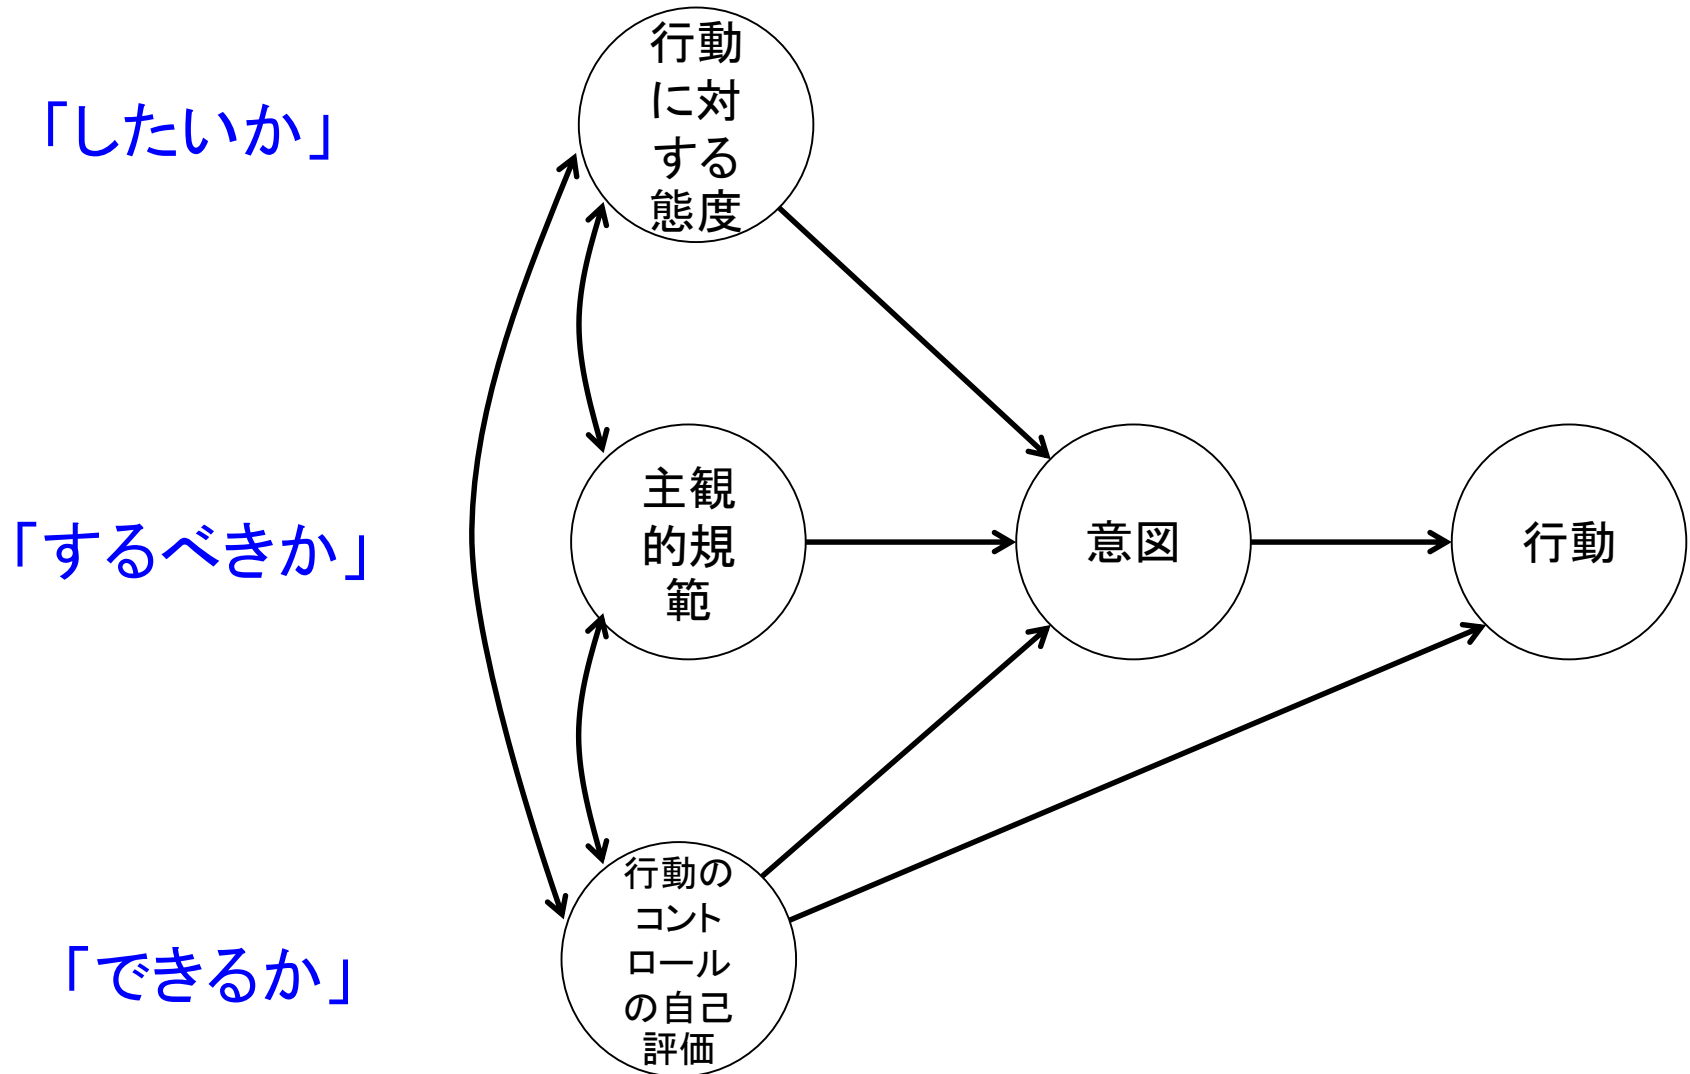 「したいか」
行動
に対
する
態度
「するべきか」
主観
的規
範
意図
行動
「できるか」
行動の
コント
ロール
の自己
評価